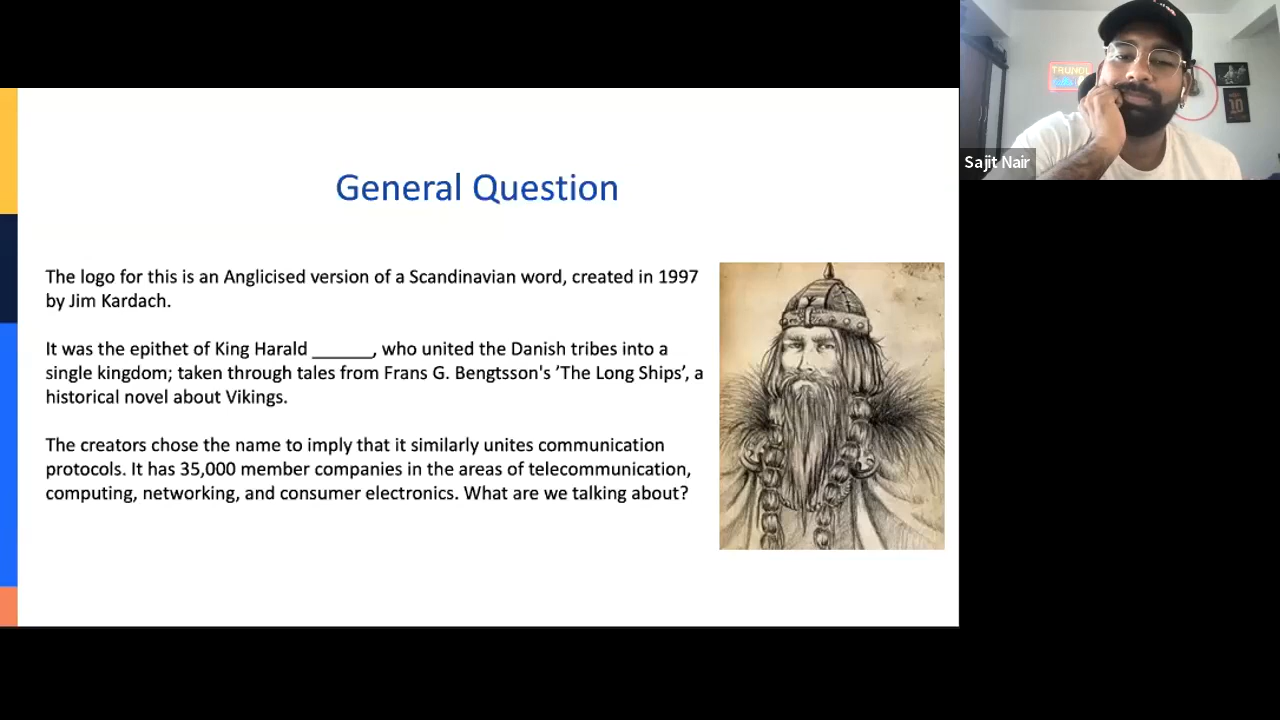 General Question
The logo for this is an Anglicised version of a Scandinavian word, created in 1997
by Jim Kardach.
It was the epithet of King Harald ______, who united the Danish tribes into a
single kingdom; taken through tales from Frans G. Bengtsson's ’The Long Ships’, a
historical novel about Vikings.
The creators chose the name to imply that it similarly unites communication
protocols. It has 35,000 member companies in the areas of telecommunication,
computing, networking, and consumer electronics. What are we talking about?
Sajit Nair
10